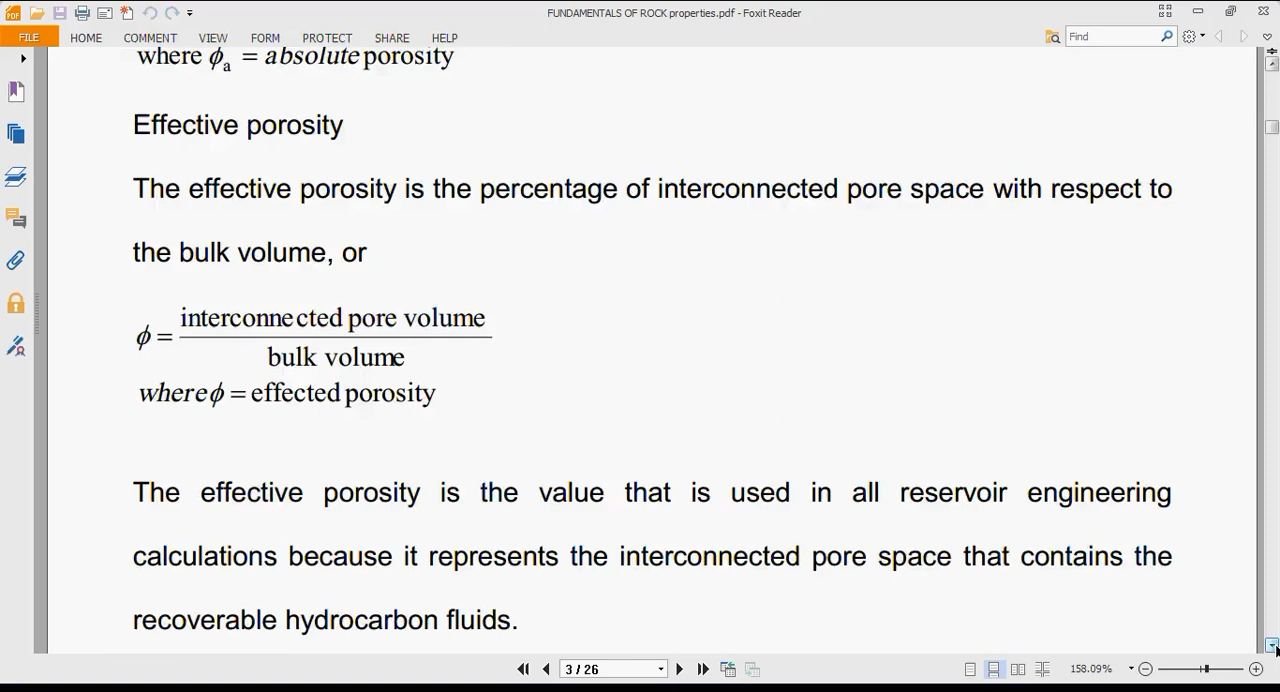 FUNDAMENTALS OF ROCK properties.pdf - Foxit Reader
FILE HOME COMMENT VIEW FORM PROTECT SHARE HELP Find
where ϕa = absolute porosity
Effective porosity
The effective porosity is the percentage of interconnected pore space with respect to
the bulk volume, or
interconnected pore volume
ϕ =
bulk volume
where ϕ = effected porosity
The effective porosity is the value that is used in all reservoir engineering
calculations because it represents the interconnected pore space that contains the
recoverable hydrocarbon fluids.
3 / 26 158.09%